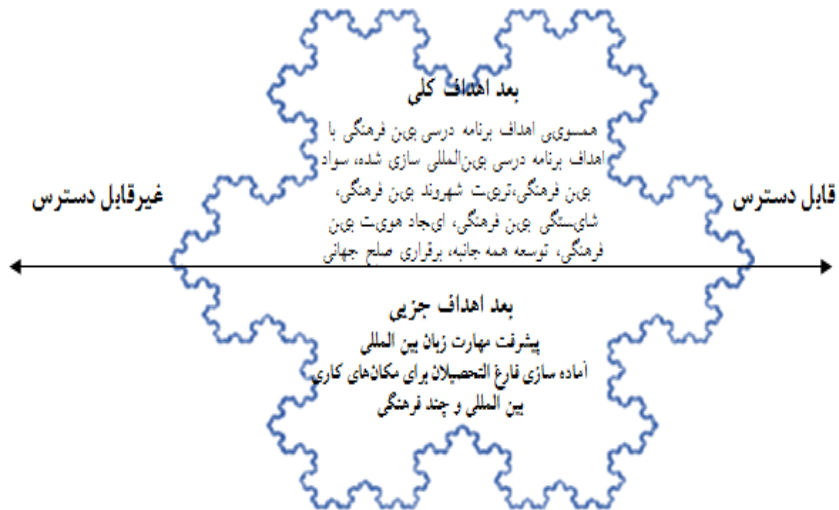 بعد اهداف کلی
همسویی اهداف برنامه درسی بین فرهنگی با
اهداف برنامه درسی بین‌المللی سازی شده، سواد
بین فرهنگی،تربیت شهروند بین فرهنگی،
شایستگی بین فرهنگی، ایجاد هویت بین
فرهنگی، توسعه همه جانبه، برقراری صلح جهانی
قابل دسترس
غیرقابل دسترس
بعد اهداف جزیی
پیشرفت مهارت زبان بین المللی
آماده سازی فارغ التحصیلان برای مکان‌های کاری
بین المللی و چند فرهنگی